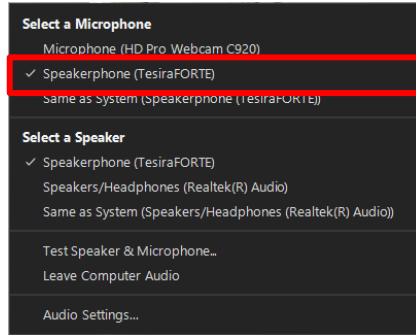 Select a Microphone
Microphone (HD Pro Webcam C920)
✓ Speakerphone (TesiraFORTE)
Same as System (Speakerphone (TesiraFORTE))
Select a Speaker
✓ Speakerphone (TesiraFORTE)
Speakers/Headphones (Realtek(R) Audio)
Same as System (Speakers/Headphones (Realtek(R) Audio))
Test Speaker & Microphone...
Leave Computer Audio
Audio Settings...